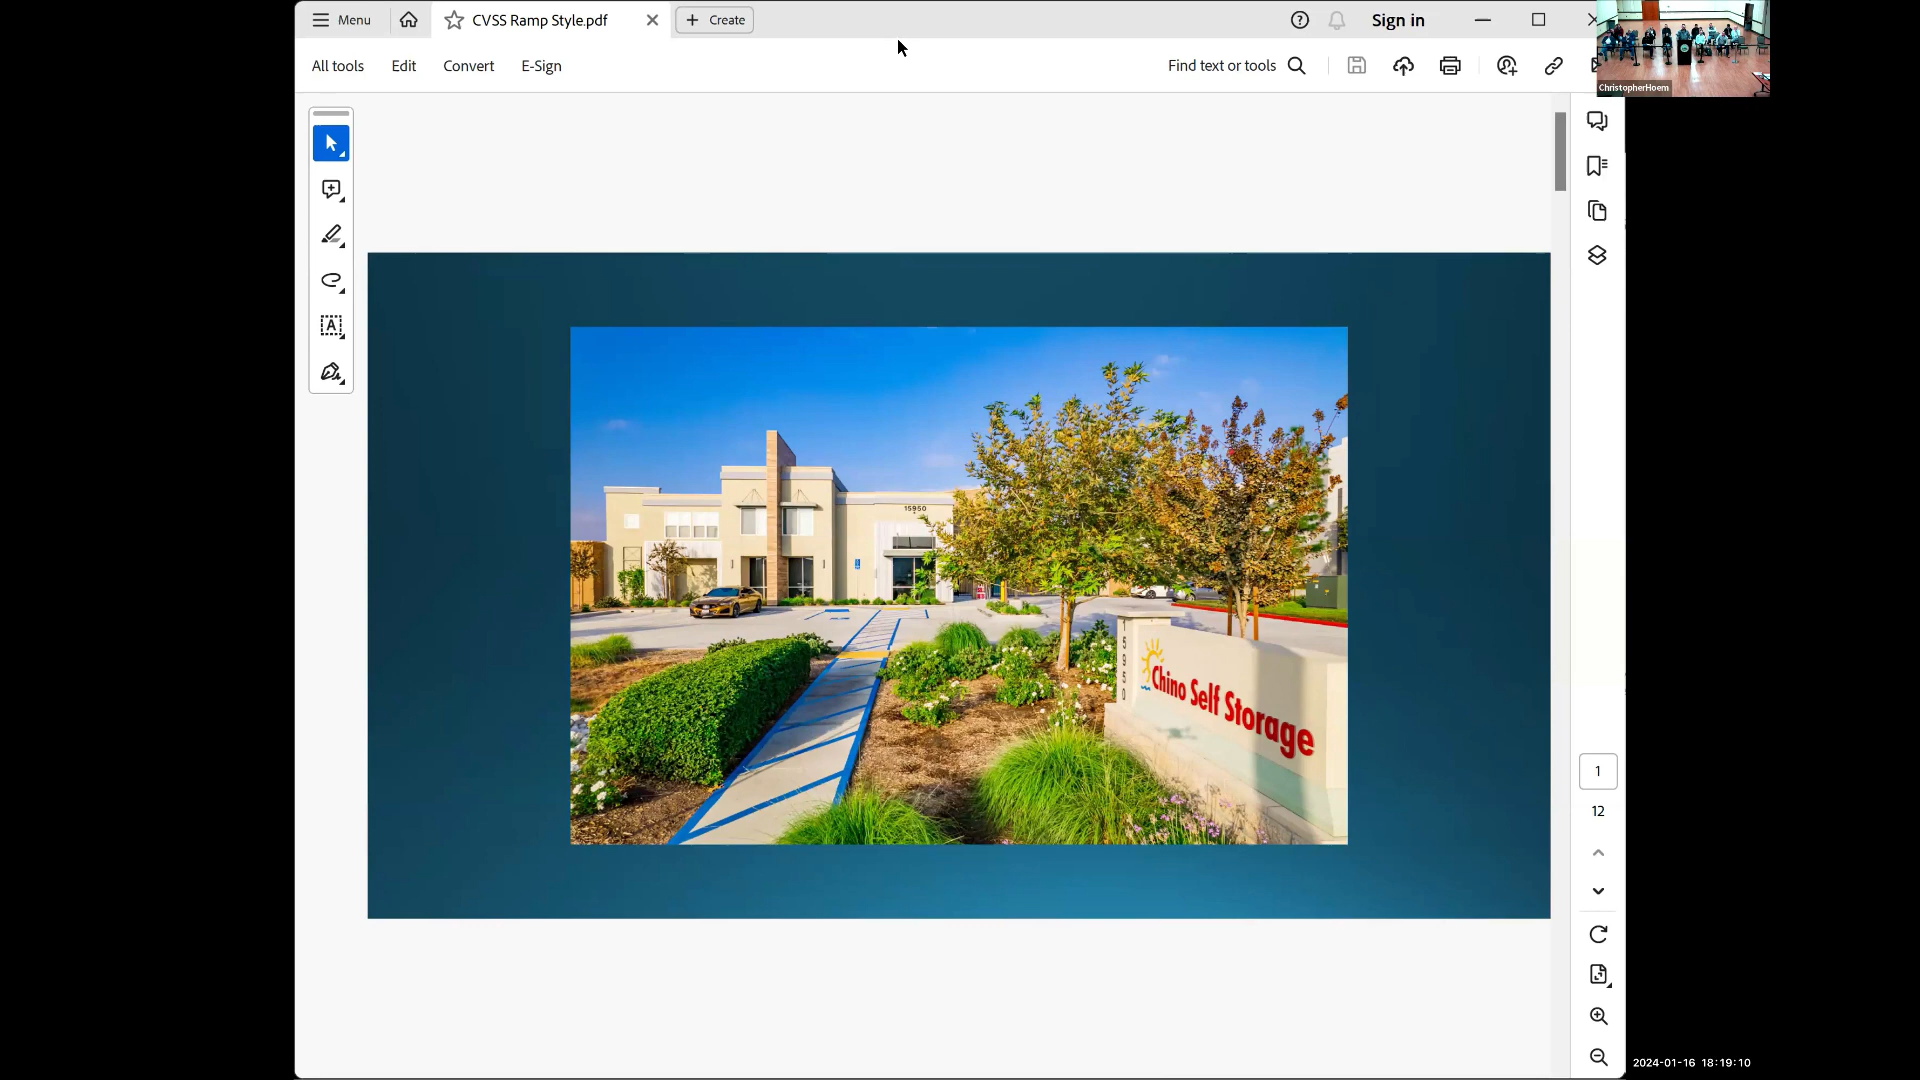 Menu
CVSS Ramp Style.pdf
Create
Sign in
All tools
Edit
Convert
E-Sign
Find text or tools
ChristopherHoem
A
15950
15950
Chino Self Storage
1
12
2024-01-16 18:19:10